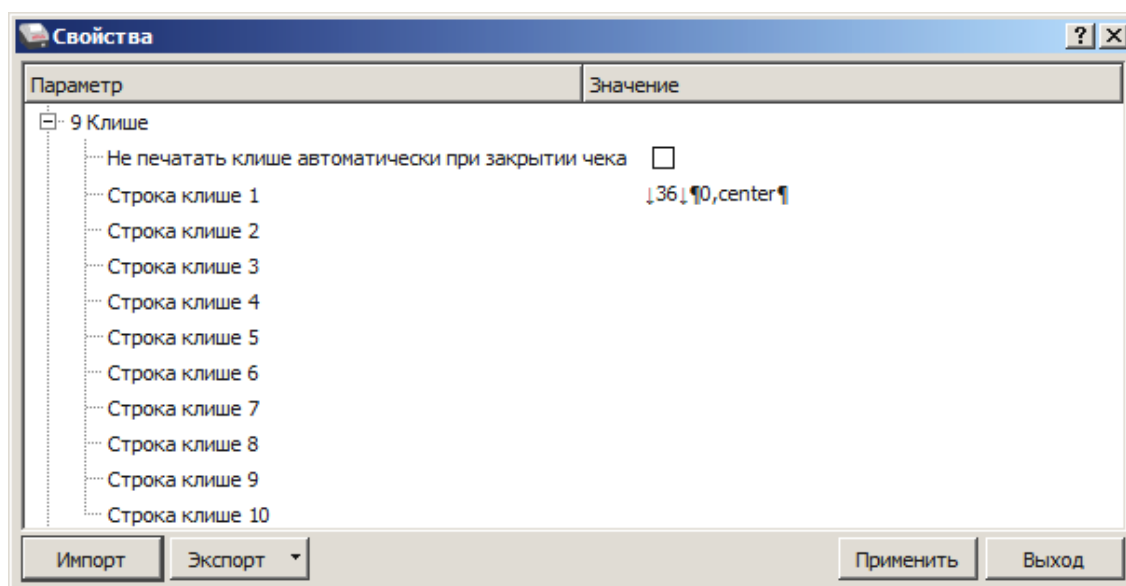 Свойства
Параметр Значение
9 Клише
Не печатать клише автоматически при закрытии чека
Строка клише 1 ↓36↓¶0,center¶
Строка клише 2
Строка клише 3
Строка клише 4
Строка клише 5
Строка клише 6
Строка клише 7
Строка клише 8
Строка клише 9
Строка клише 10
Импорт Экспорт Применить Выход